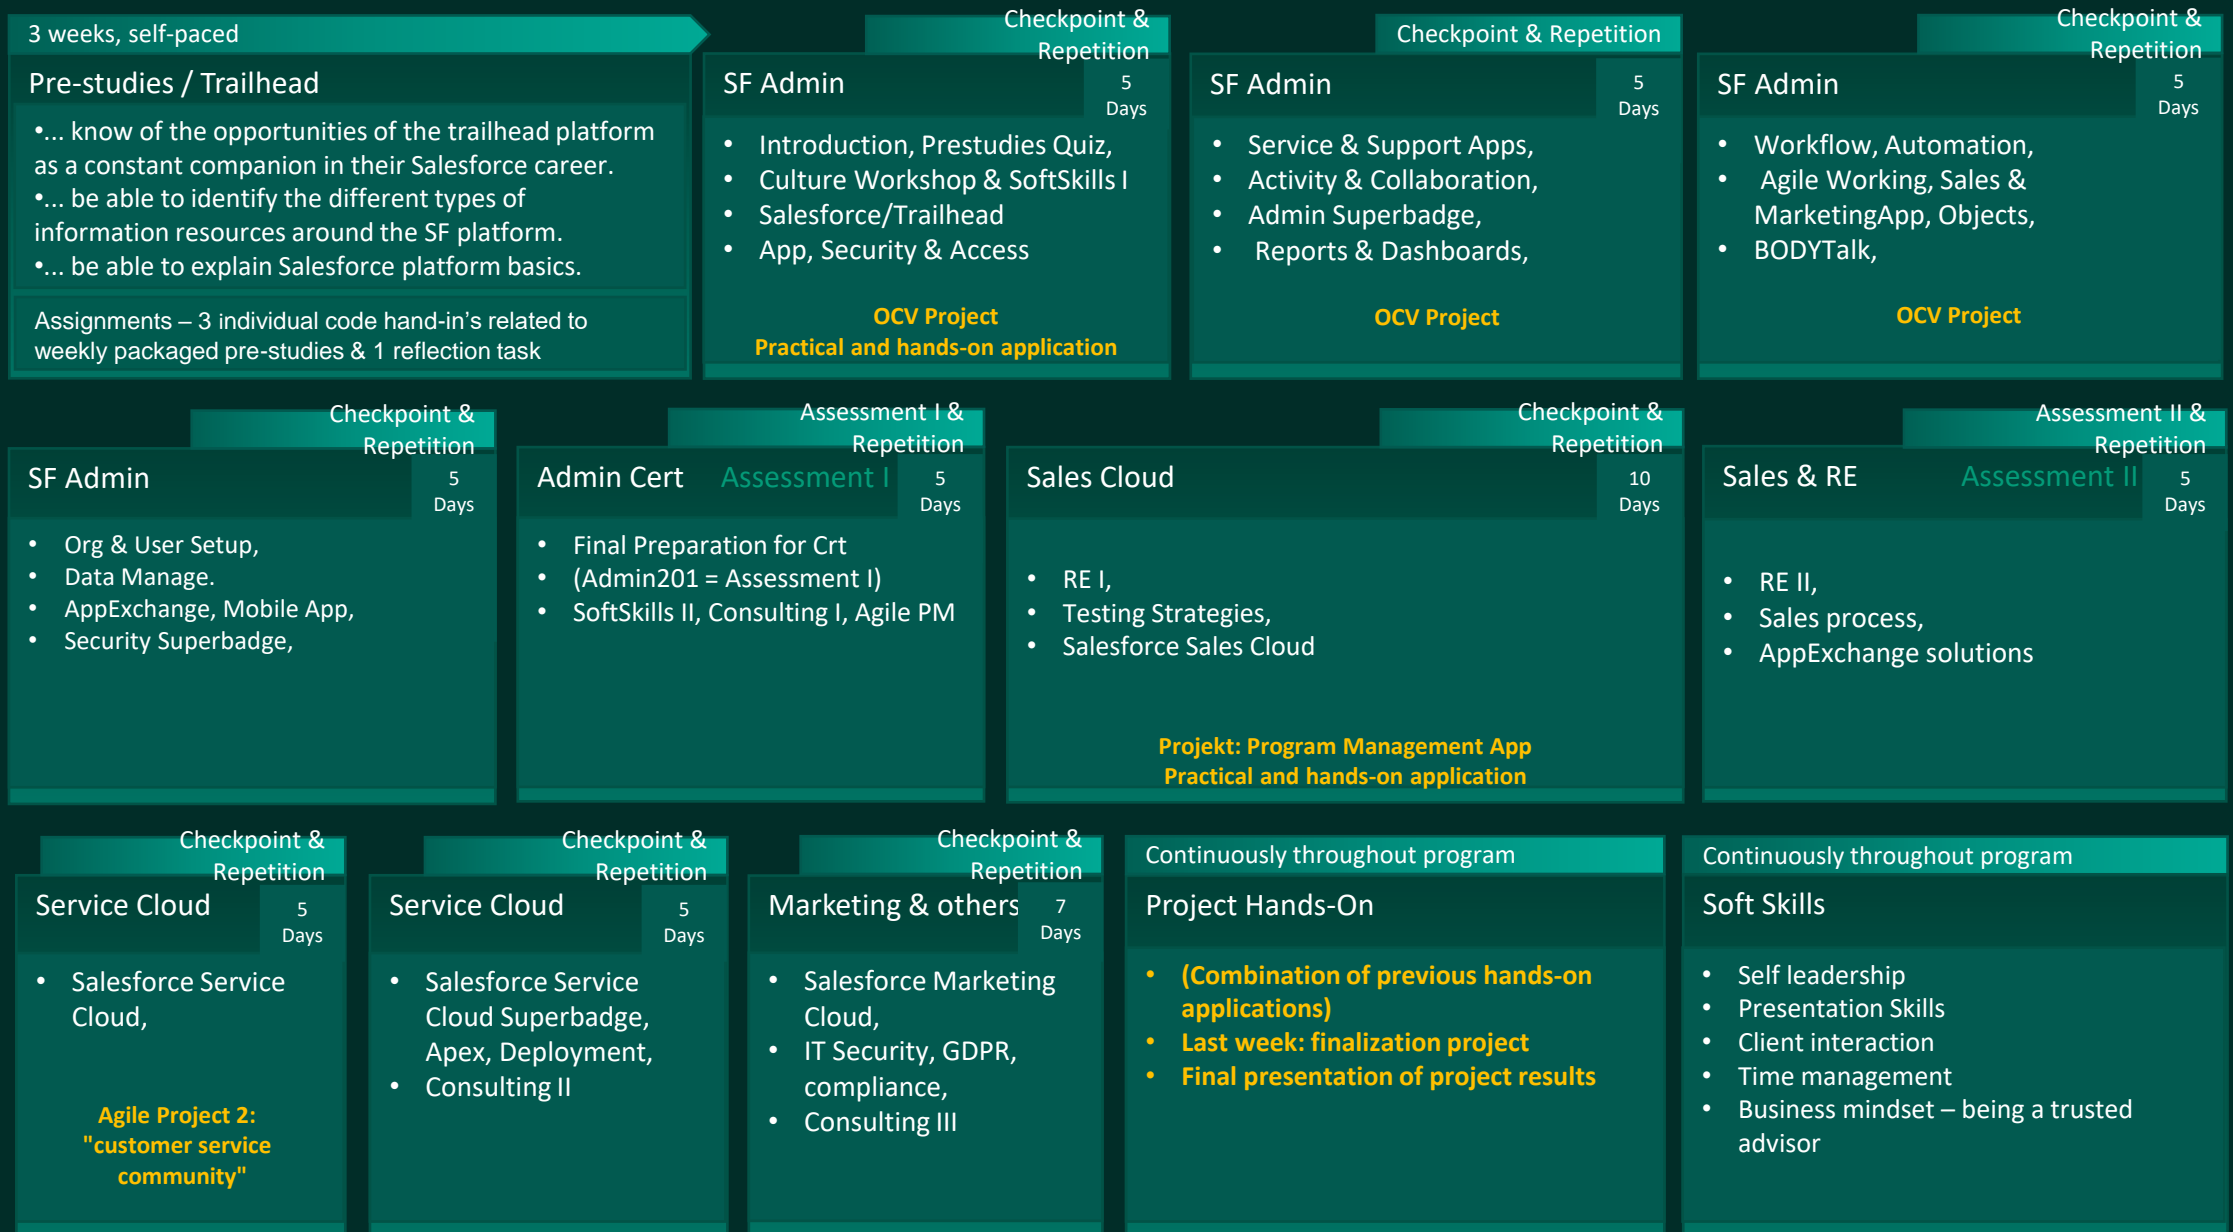 3 weeks, self-paced
Pre-studies / Trailhead
•... know of the opportunities of the trailhead platform
as a constant companion in their Salesforce career.
•... be able to identify the different types of
information resources around the SF platform.
•... be able to explain Salesforce platform basics.
Assignments – 3 individual code hand-in’s related to
weekly packaged pre-studies & 1 reflection task
Checkpoint &
Repetition
SF Admin
5
Days
• Introduction, Prestudies Quiz,
• Culture Workshop & SoftSkills I
• Salesforce/Trailhead
• App, Security & Access
OCV Project
Practical and hands-on application
Checkpoint & Repetition
SF Admin
5
Days
• Service & Support Apps,
• Activity & Collaboration,
• Admin Superbadge,
• Reports & Dashboards,
OCV Project
Checkpoint &
Repetition
SF Admin
5
Days
• Workflow, Automation,
• Agile Working, Sales &
MarketingApp, Objects,
• BODYTalk,
OCV Project
Checkpoint &
Repetition
SF Admin
5
Days
• Org & User Setup,
• Data Manage.
• AppExchange, Mobile App,
• Security Superbadge,
Assessment I &
Repetition
Admin Cert Assessment I
5
Days
• Final Preparation for Crt
• (Admin201 = Assessment I)
• SoftSkills II, Consulting I, Agile PM
Checkpoint &
Repetition
Sales Cloud
10
Days
• RE I,
• Testing Strategies,
• Salesforce Sales Cloud
Projekt: Program Management App
Practical and hands-on application
Assessment II &
Repetition
Sales & RE Assessment II
5
Days
• RE II,
• Sales process,
• AppExchange solutions
Checkpoint &
Repetition
Service Cloud
5
Days
• Salesforce Service
Cloud,
Agile Project 2:
"customer service
community"
Checkpoint &
Repetition
Service Cloud
5
Days
• Salesforce Service
Cloud Superbadge,
Apex, Deployment,
• Consulting II
Checkpoint &
Repetition
Marketing & others
7
Days
• Salesforce Marketing
Cloud,
• IT Security, GDPR,
compliance,
• Consulting III
Continuously throughout program
Project Hands-On
• (Combination of previous hands-on
applications)
• Last week: finalization project
• Final presentation of project results
Continuously throughout program
Soft Skills
• Self leadership
• Presentation Skills
• Client interaction
• Time management
• Business mindset – being a trusted
advisor